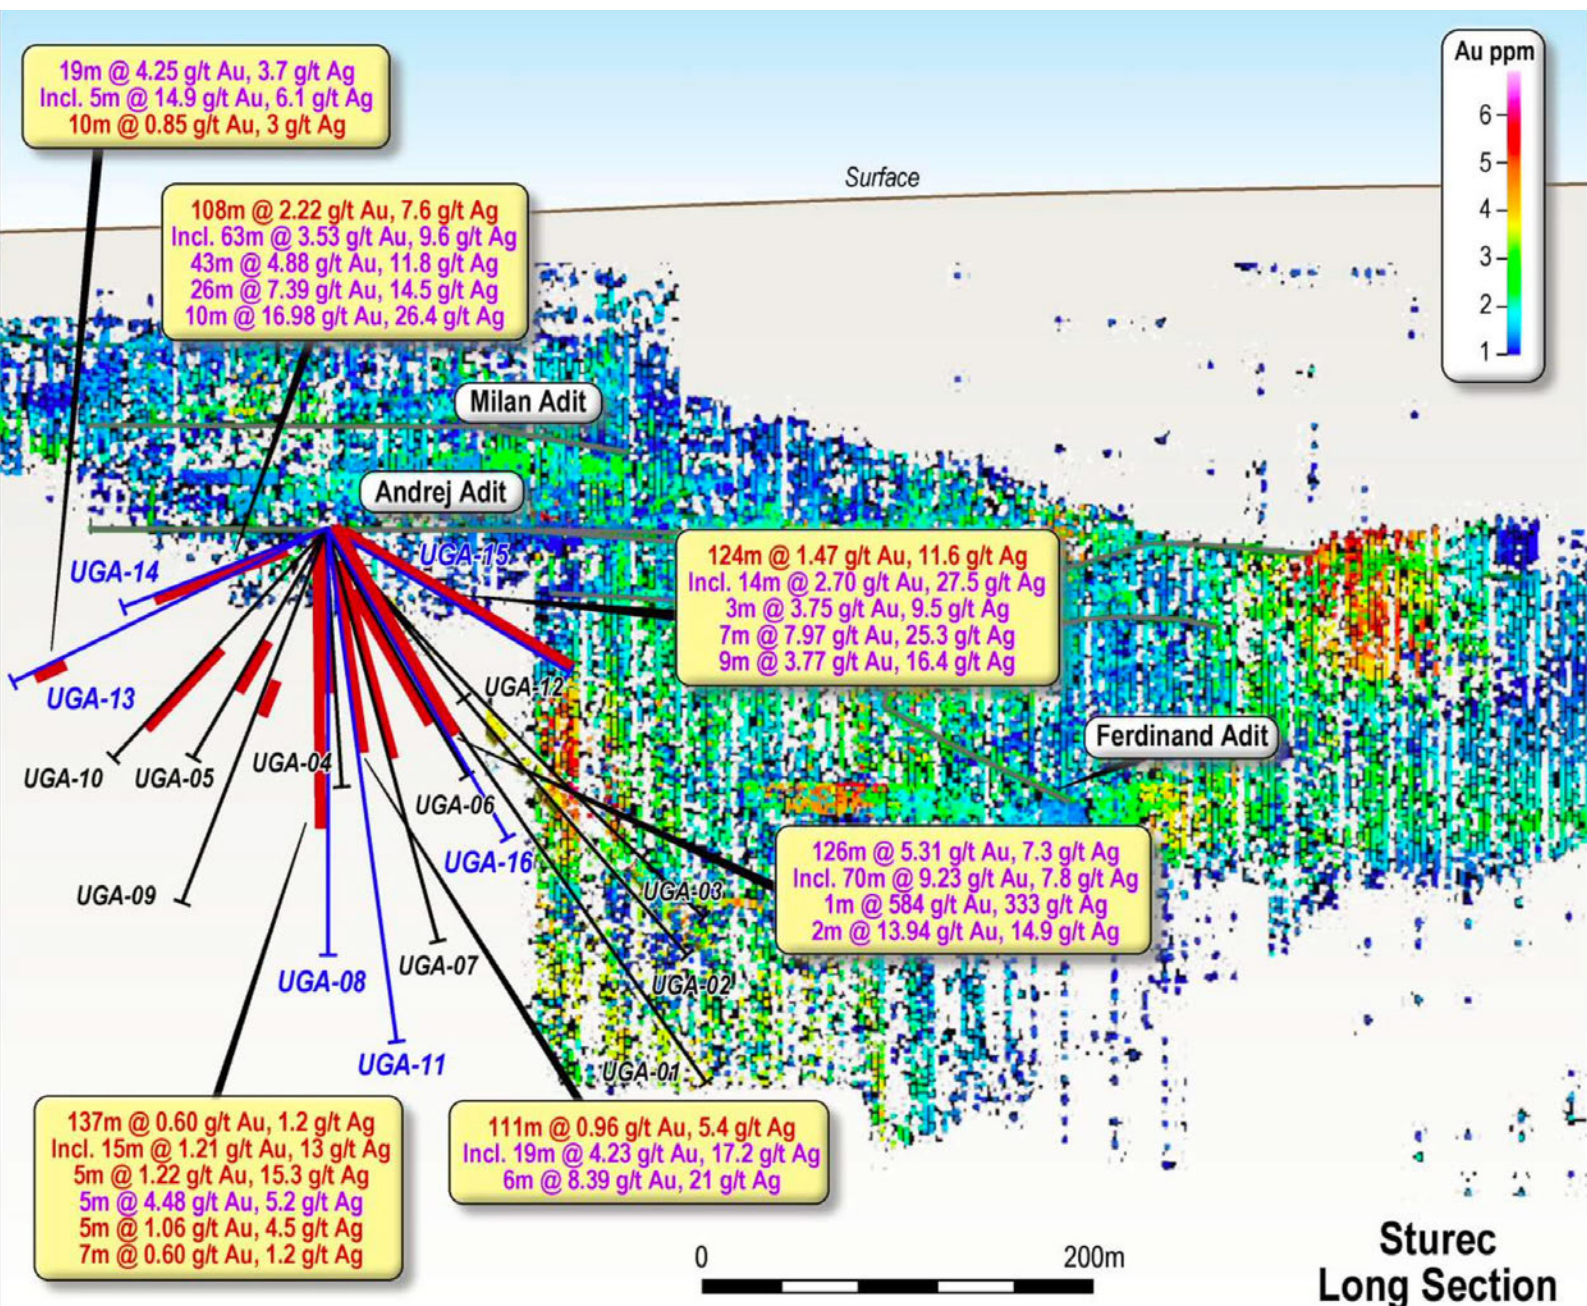 19m @ 4.25 g/t Au, 3.7 g/t Ag
Incl. 5m @ 14.9 g/t Au, 6.1 g/t Ag
10m @ 0.85 g/t Au, 3 g/t Ag
Au ppm
6
5
4
3
2
1
Surface
108m @ 2.22 g/t Au, 7.6 g/t Ag
Incl. 63m @ 3.53 g/t Au, 9.6 g/t Ag
43m @ 4.88 g/t Au, 11.8 g/t Ag
26m @ 7.39 g/t Au, 14.5 g/t Ag
10m @ 16.98 g/t Au, 26.4 g/t Ag
Milan Adit
Andrej Adit
UGA-14
UGA-15
124m @ 1.47 g/t Au, 11.6 g/t Ag
Incl. 14m @ 2.70 g/t Au, 27.5 g/t Ag
3m @ 3.75 g/t Au, 9.5 g/t Ag
7m @ 7.97 g/t Au, 25.3 g/t Ag
9m @ 3.77 g/t Au, 16.4 g/t Ag
UGA-13
UGA-12
Ferdinand Adit
UGA-10
UGA-05
UGA-04
UGA-06
UGA-16
126m @ 5.31 g/t Au, 7.3 g/t Ag
Incl. 70m @ 9.23 g/t Au, 7.8 g/t Ag
1m @ 584 g/t Au, 333 g/t Ag
2m @ 13.94 g/t Au, 14.9 g/t Ag
UGA-09
UGA-03
UGA-08
UGA-07
UGA-02
UGA-11
UGA-01
137m @ 0.60 g/t Au, 1.2 g/t Ag
Incl. 15m @ 1.21 g/t Au, 13 g/t Ag
5m @ 1.22 g/t Au, 15.3 g/t Ag
5m @ 4.48 g/t Au, 5.2 g/t Ag
5m @ 1.06 g/t Au, 4.5 g/t Ag
7m @ 0.60 g/t Au, 1.2 g/t Ag
111m @ 0.96 g/t Au, 5.4 g/t Ag
Incl. 19m @ 4.23 g/t Au, 17.2 g/t Ag
6m @ 8.39 g/t Au, 21 g/t Ag
0
200m
Sturec
Long Section